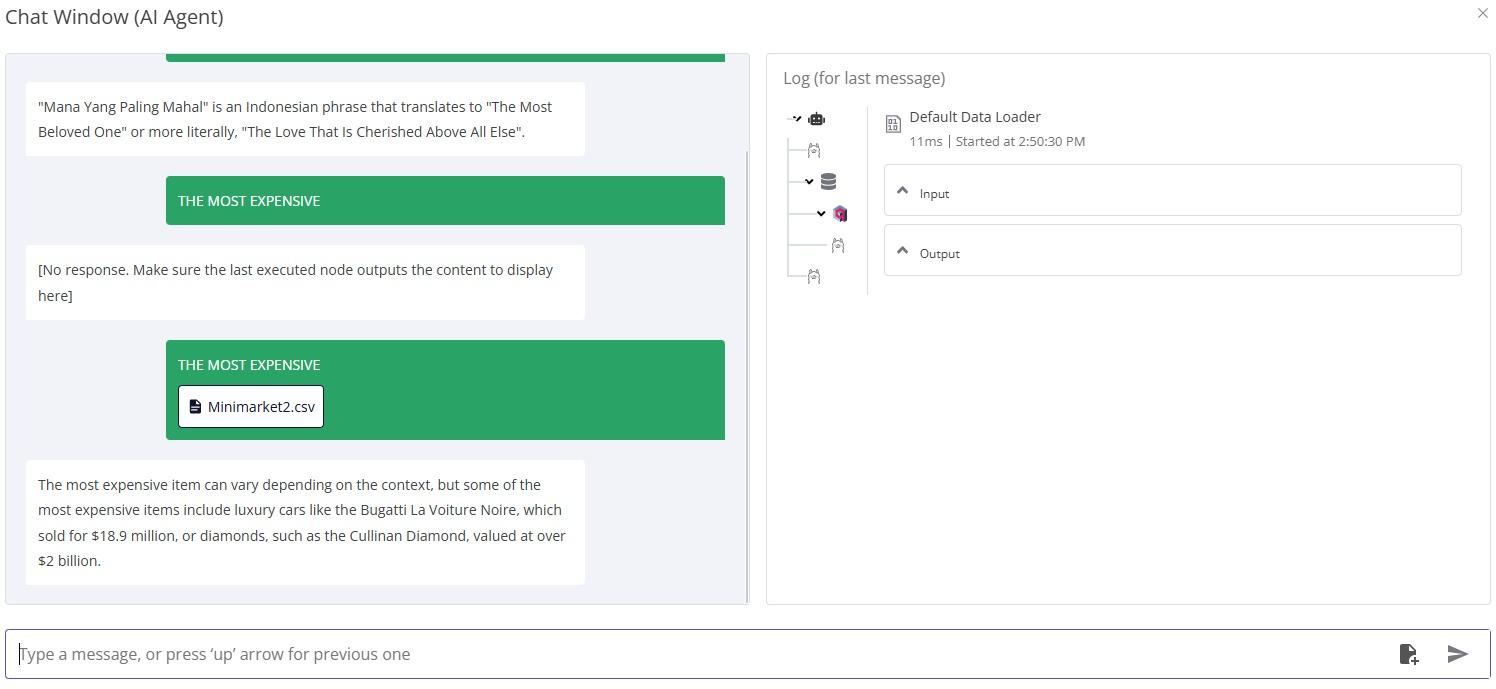 Chat Window (AI Agent)
"Mana Yang Paling Mahal" is an Indonesian phrase that translates to "The Most
Beloved One" or more literally, "The Love That Is Cherished Above All Else".
THE MOST EXPENSIVE
[No response. Make sure the last executed node outputs the content to display
here]
THE MOST EXPENSIVE
Minimarket2.csv
The most expensive item can vary depending on the context, but some of the
most expensive items include luxury cars like the Bugatti La Voiture Noire, which
sold for $18.9 million, or diamonds, such as the Cullinan Diamond, valued at over
$2 billion.
Log (for last message)
Default Data Loader
11ms | Started at 2:50:30 PM
Input
Output
Type a message, or press ‘up’ arrow for previous one